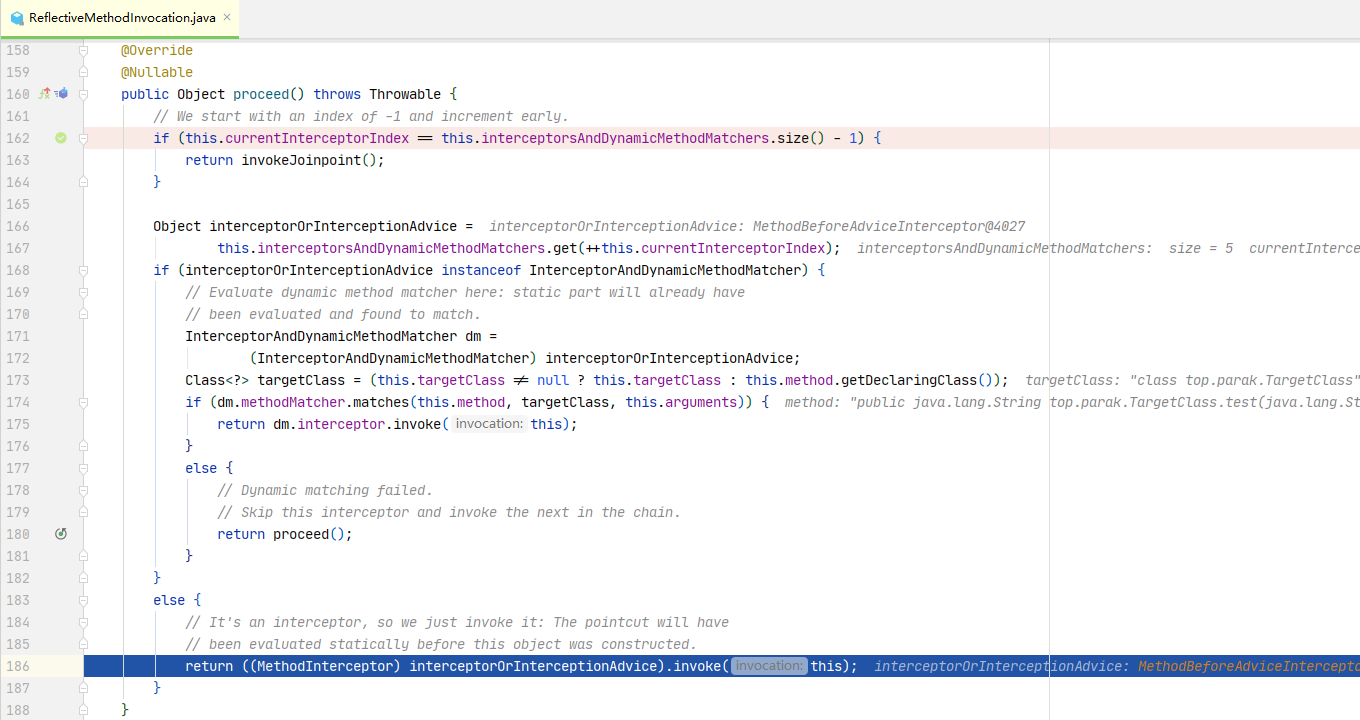 ReflectiveMethodInvocation.java ×
158 @Override
159 @Nullable
160 public Object proceed() throws Throwable {
161 // We start with an index of -1 and increment early.
162 if (this.currentInterceptorIndex == this.interceptorsAndDynamicMethodMatchers.size() - 1) {
163 return invokeJoinpoint();
164 }
165
166 Object interceptorOrInterceptionAdvice = interceptorOrInterceptionAdvice: MethodBeforeAdviceInterceptor@4027
167 this.interceptorsAndDynamicMethodMatchers.get(++this.currentInterceptorIndex); interceptorsAndDynamicMethodMatchers: size = 5 currentInterce
168 if (interceptorOrInterceptionAdvice instanceof InterceptorAndDynamicMethodMatcher) {
169 // Evaluate dynamic method matcher here: static part will already have
170 // been evaluated and found to match.
171 InterceptorAndDynamicMethodMatcher dm =
172 (InterceptorAndDynamicMethodMatcher) interceptorOrInterceptionAdvice;
173 Class<?> targetClass = (this.targetClass != null ? this.targetClass : this.method.getDeclaringClass()); targetClass: "class top.parak.TargetClass"
174 if (dm.methodMatcher.matches(this.method, targetClass, this.arguments)) { method: "public java.lang.String top.parak.TargetClass.test(java.lang.St
175 return dm.interceptor.invoke( invocation: this);
176 }
177 else {
178 // Dynamic matching failed.
179 // Skip this interceptor and invoke the next in the chain.
180 return proceed();
181 }
182 }
183 else {
184 // It's an interceptor, so we just invoke it: The pointcut will have
185 // been evaluated statically before this object was constructed.
186 return ((MethodInterceptor) interceptorOrInterceptionAdvice).invoke( invocation: this); interceptorOrInterceptionAdvice: MethodBeforeAdviceIntercepto
187 }
188 }